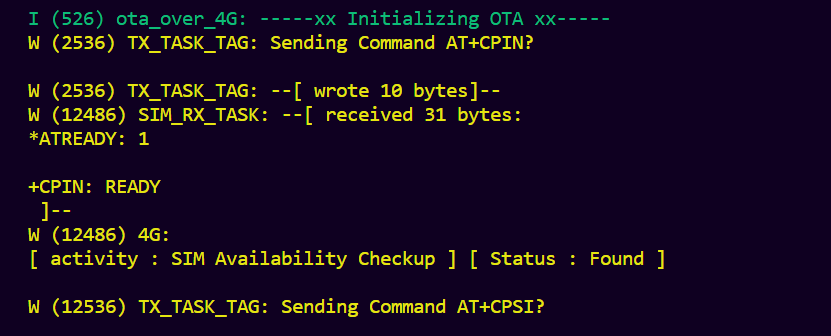 I (526) ota_over_4G: -----xx Initializing OTA xx-----
W (2536) TX_TASK_TAG: Sending Command AT+CPIN?
W (2536) TX_TASK_TAG: --[ wrote 10 bytes]--
W (12486) SIM_RX_TASK: --[ received 31 bytes:
*ATREADY: 1
+CPIN: READY
]--
W (12486) 4G:
[ activity : SIM Availability Checkup ] [ Status : Found ]
W (12536) TX_TASK_TAG: Sending Command AT+CPSI?